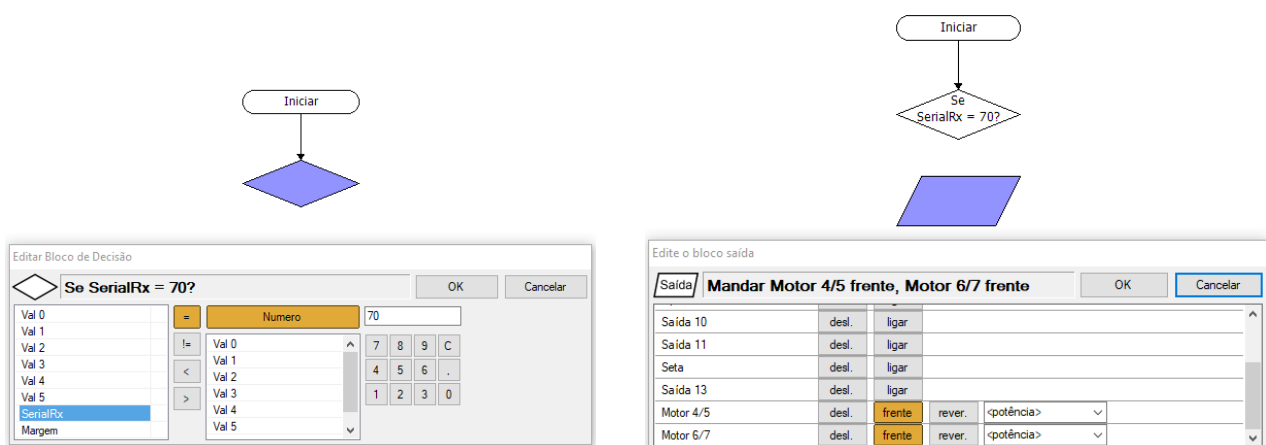 Iniciar
Editar Bloco de Decisão
Se SerialRx = 70?
OK
Cancelar
Val 0
Val 1
Val 2
Val 3
Val 4
Val 5
SerialRx
Margem
=
!=
<
>
Numero
70
Val 0
Val 1
Val 2
Val 3
Val 4
Val 5
7 8 9 C
4 5 6 .
1 2 3 0
Iniciar
Se
SerialRx = 70?
Edite o bloco saída
Saída
Mandar Motor 4/5 frente, Motor 6/7 frente
OK
Cancelar
Saída 10 desl. ligar
Saída 11 desl. ligar
Seta desl. ligar
Saída 13 desl. ligar
Motor 4/5 desl. frente rever. <potência>
Motor 6/7 desl. frente rever. <potência>